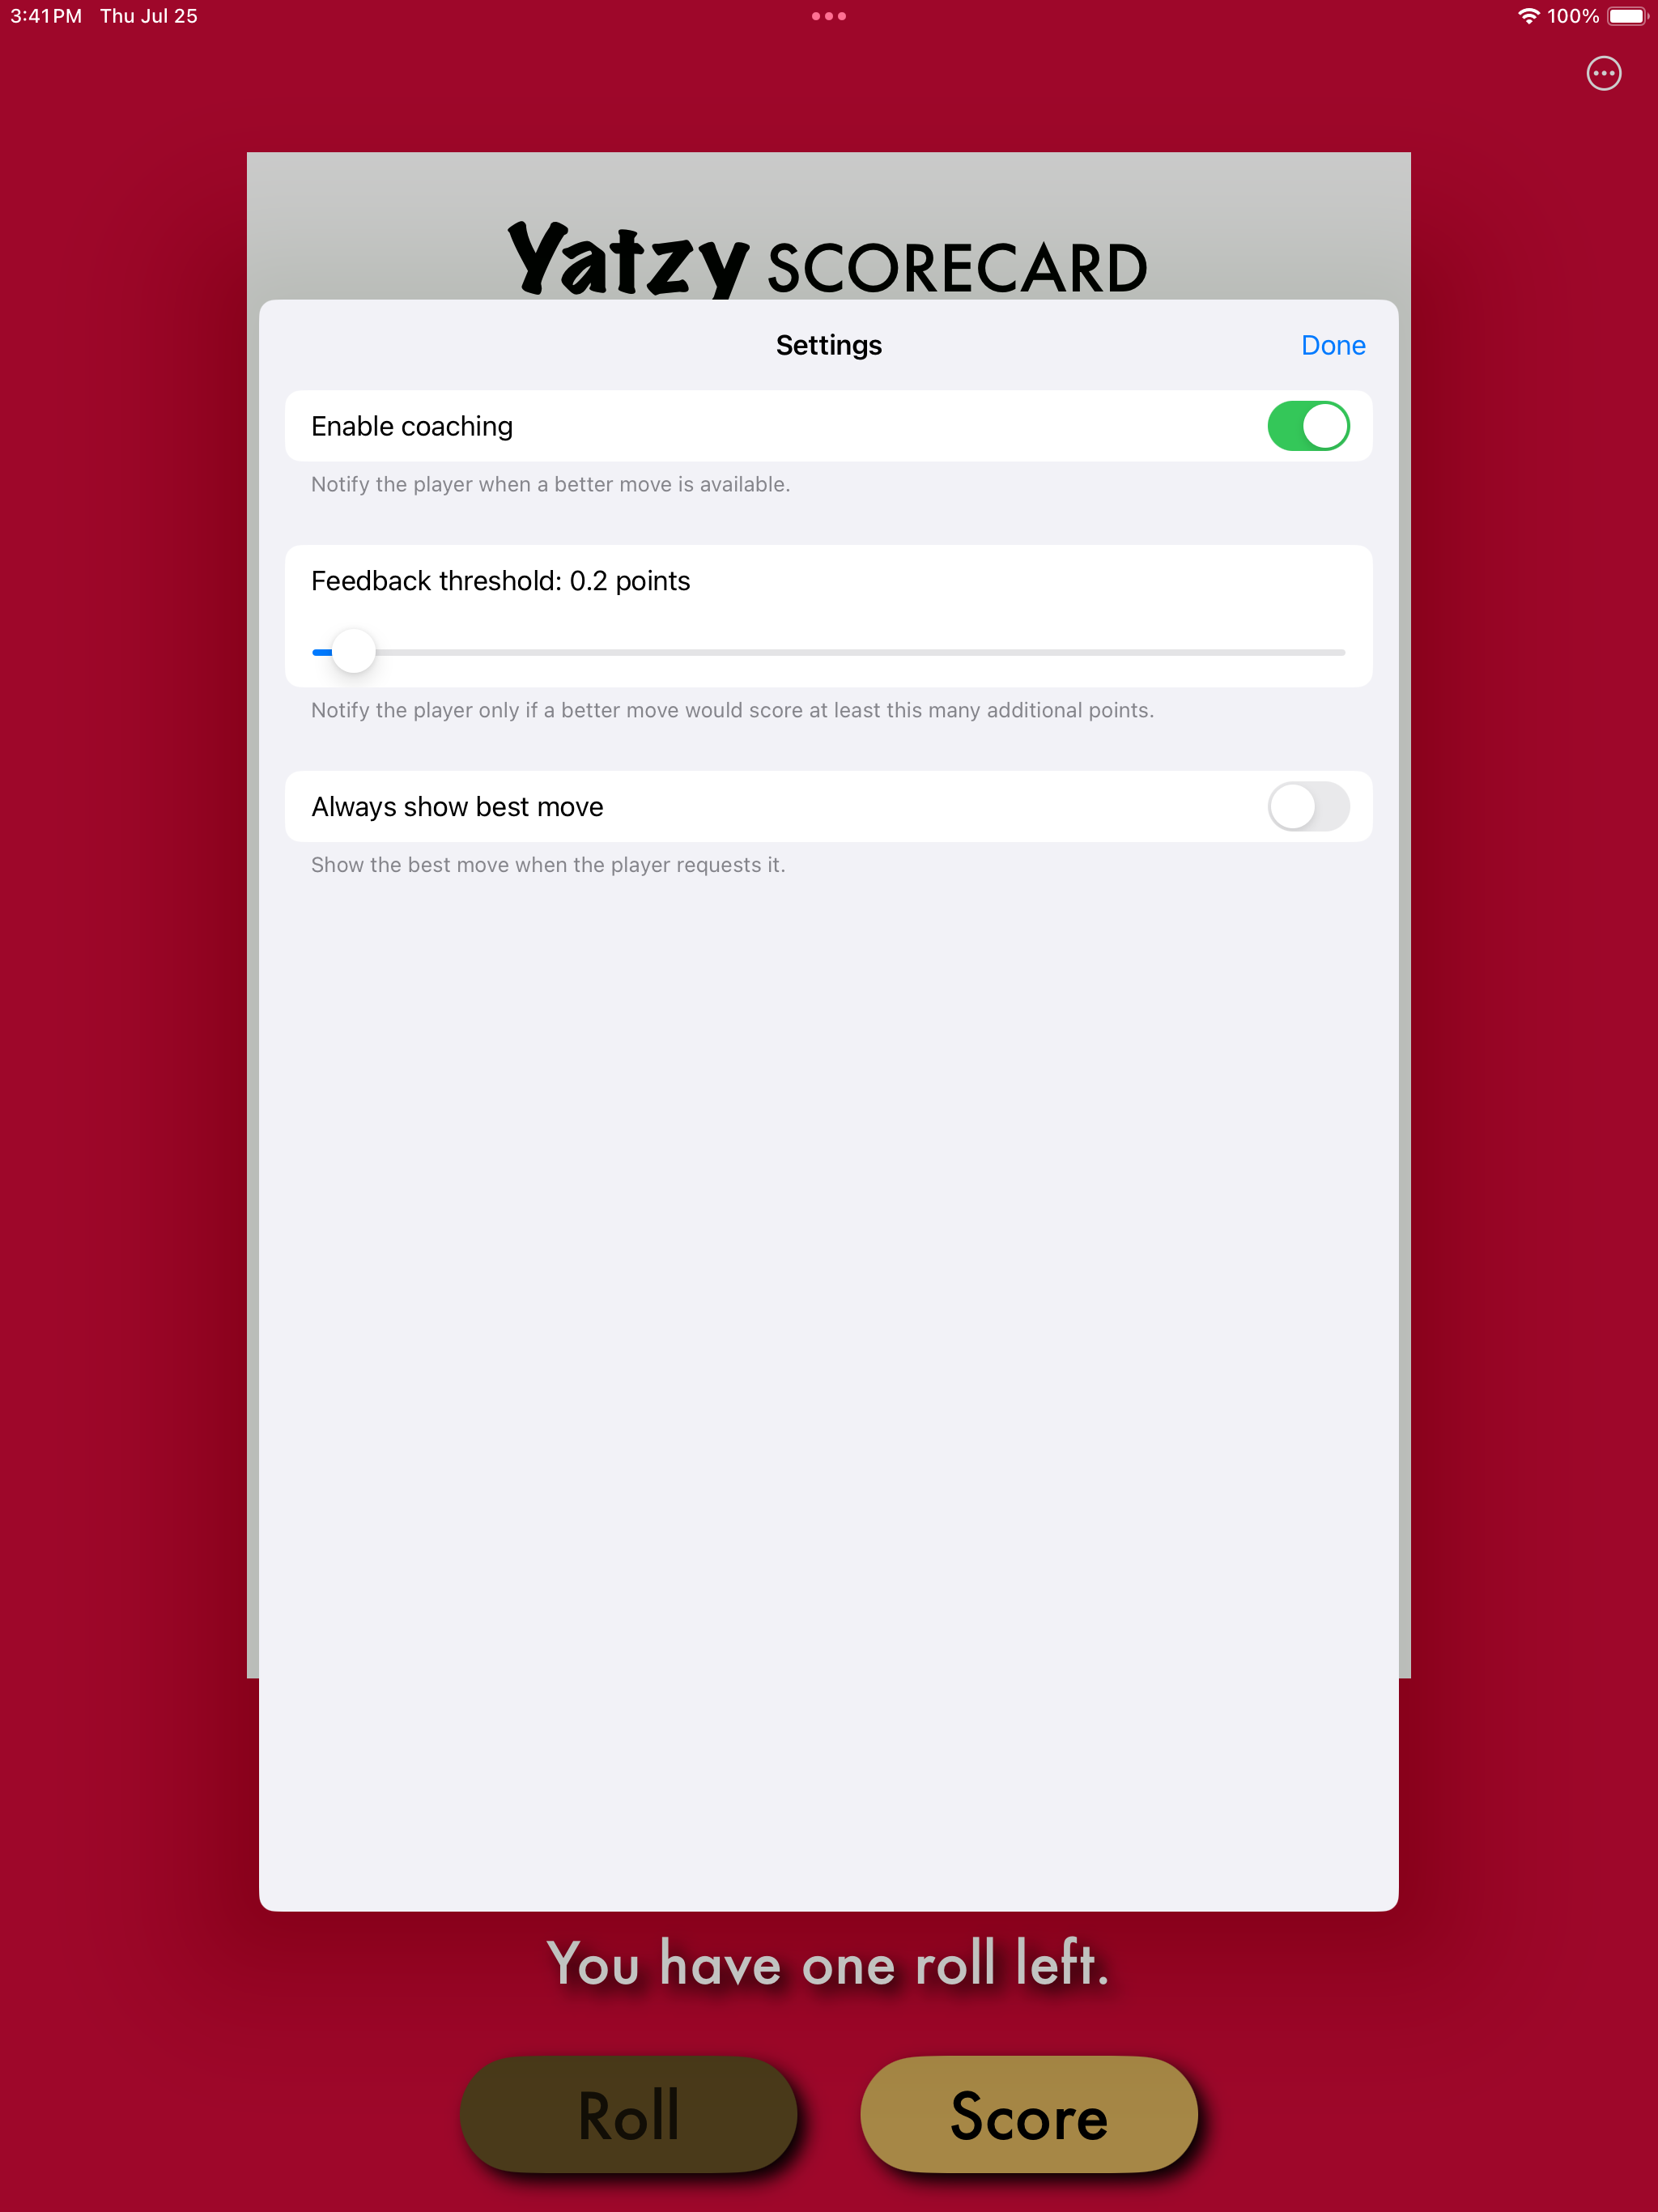 3:41 PM Thu Jul 25 100%
Yatzy SCORECARD
Settings Done
Enable coaching
Notify the player when a better move is available.
Feedback threshold: 0.2 points
Notify the player only if a better move would score at least this many additional points.
Always show best move
Show the best move when the player requests it.
You have one roll left.
Roll Score